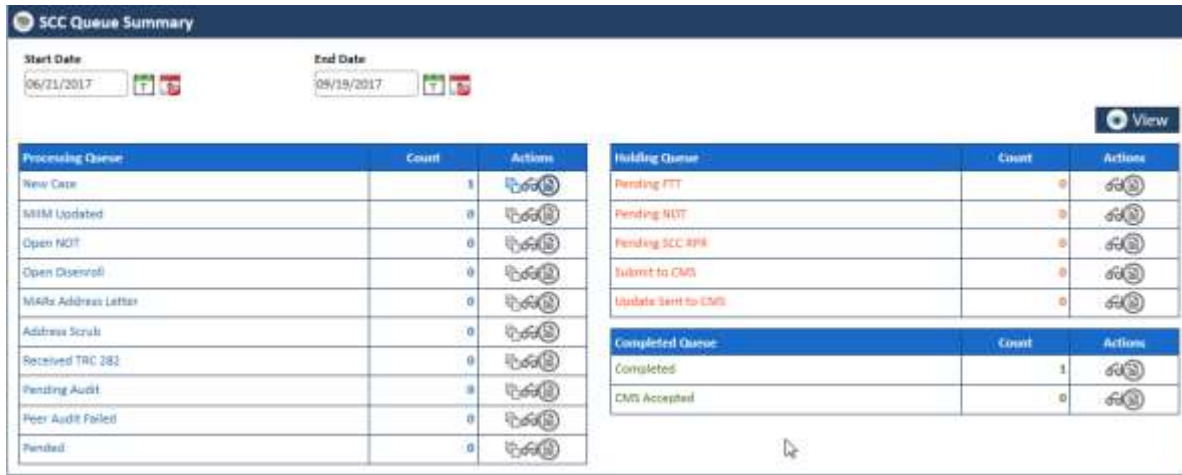 SCC Queue Summary
Start Date End Date
06/21/2017 09/19/2017
View
Processing Queue Count Actions
New Case 1
MIIM Updated 0
Open NOT 0
Open Disenroll 0
MARx Address Letter 0
Address Scrub 0
Received TRC 282 0
Pending Audit 0
Peer Audit Failed 0
Pended 0
Holding Queue Count Actions
Pending FTT 0
Pending NOT 0
Pending SCC RPR 0
Submit to CMS 0
Update Sent to CMS 0
Completed Queue Count Actions
Completed 1
CMS Accepted 0